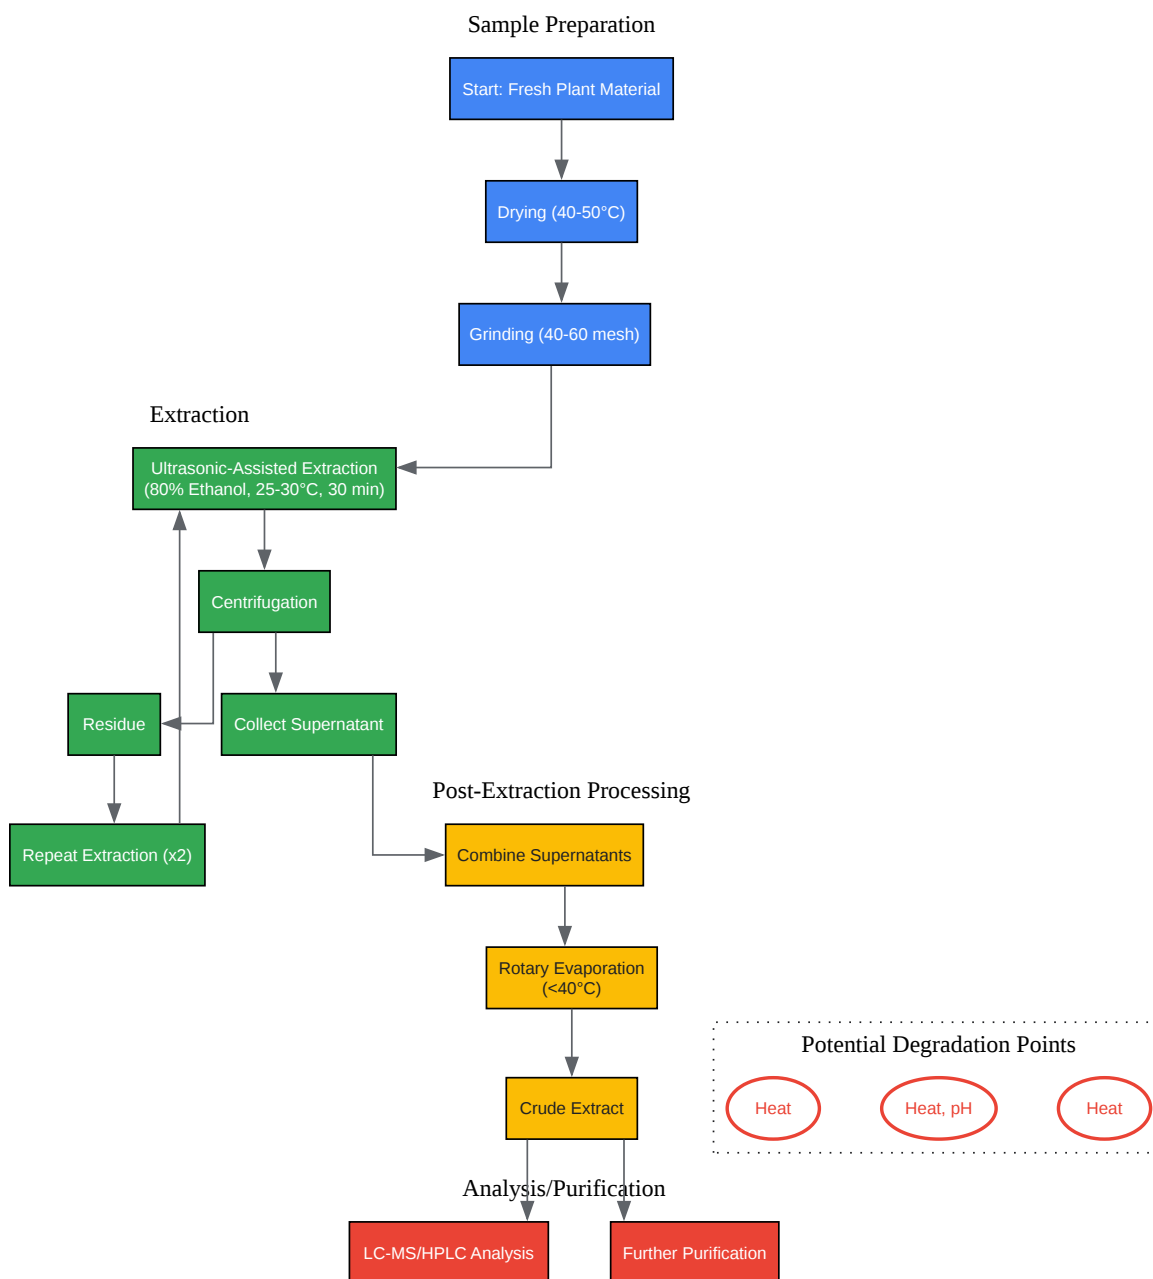 Sample Preparation
Start: Fresh Plant Material
Drying (40-50°C)
Grinding (40-60 mesh)
Extraction
Ultrasonic-Assisted Extraction
(80% Ethanol, 25-30°C, 30 min)
Centrifugation
Residue
Collect Supernatant
Repeat Extraction (x2)
Post-Extraction Processing
Combine Supernatants
Rotary Evaporation
(<40°C)
Crude Extract
Potential Degradation Points
Heat
Heat, pH
Heat
Analysis/Purification
LC-MS/HPLC Analysis
Further Purification